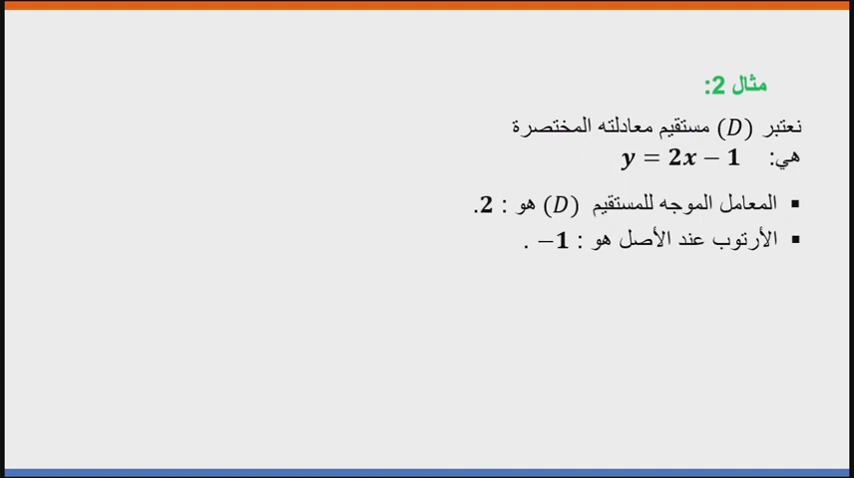 مثال 2:
نعتبر (D) مستقيم معادلته المختصرة
هي: y = 2x − 1
▪ المعامل الموجه للمستقيم (D) هو : 2.
▪ الأرتوب عند الأصل هو : −1 .